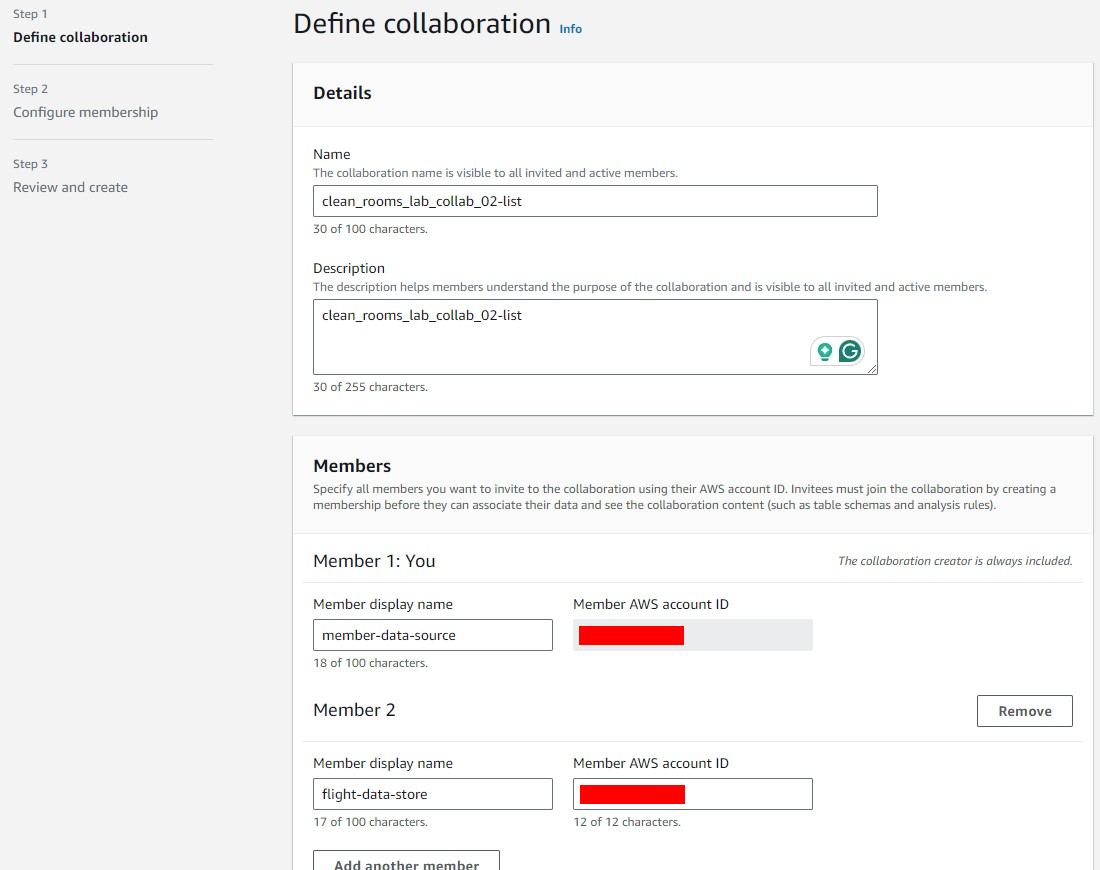 Step 1
Define collaboration
Step 2
Configure membership
Step 3
Review and create
Define collaboration Info
Details
Name
The collaboration name is visible to all invited and active members.
clean_rooms_lab_collab_02-list
30 of 100 characters.
Description
The description helps members understand the purpose of the collaboration and is visible to all invited and active members.
clean_rooms_lab_collab_02-list
30 of 255 characters.
Members
Specify all members you want to invite to the collaboration using their AWS account ID. Invitees must join the collaboration by creating a
membership before they can associate their data and see the collaboration content (such as table schemas and analysis rules).
Member 1: You
The collaboration creator is always included.
Member display name
Member AWS account ID
member-data-source
18 of 100 characters.
Member 2
Remove
Member display name
Member AWS account ID
flight-data-store
17 of 100 characters.
12 of 12 characters.
Add another member